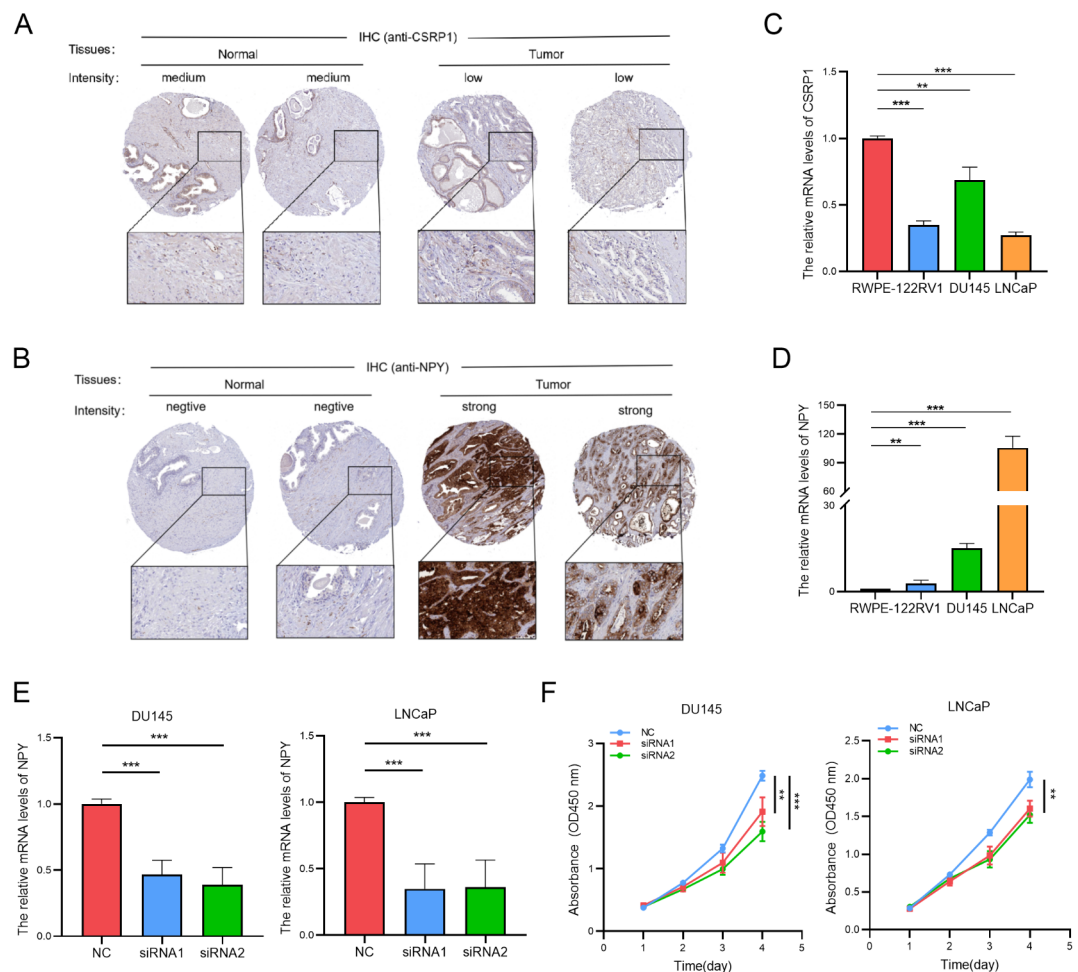 A
IHC (anti-CSRP1)
Tissues:
Normal
Tumor
Intensity:
medium
medium
low
low
B
IHC (anti-NPY)
Tissues:
Normal
Tumor
Intensity:
negtive
negtive
strong
strong
C
The relative mRNA levels of CSRP1
1.5
1.0
0.5
0.0
***
**
***
RWPE-122RV1 DU145 LNCaP
D
The relative mRNA levels of NPY
150
120
90
60
30
0
***
***
**
RWPE-122RV1 DU145 LNCaP
E
DU145
The relative mRNA levels of NPY
1.5
1.0
0.5
0.0
***
***
NC siRNA1 siRNA2
LNCaP
The relative mRNA levels of NPY
1.5
1.0
0.5
0.0
***
***
NC siRNA1 siRNA2
F
DU145
NC
siRNA1
siRNA2
Absorbance (OD450 nm)
3
2
1
0
**
***
0 1 2 3 4 5
Time(day)
LNCaP
NC
siRNA1
siRNA2
Absorbance (OD450 nm)
2.5
2.0
1.5
1.0
0.5
0.0
**
0 1 2 3 4 5
Time(day)